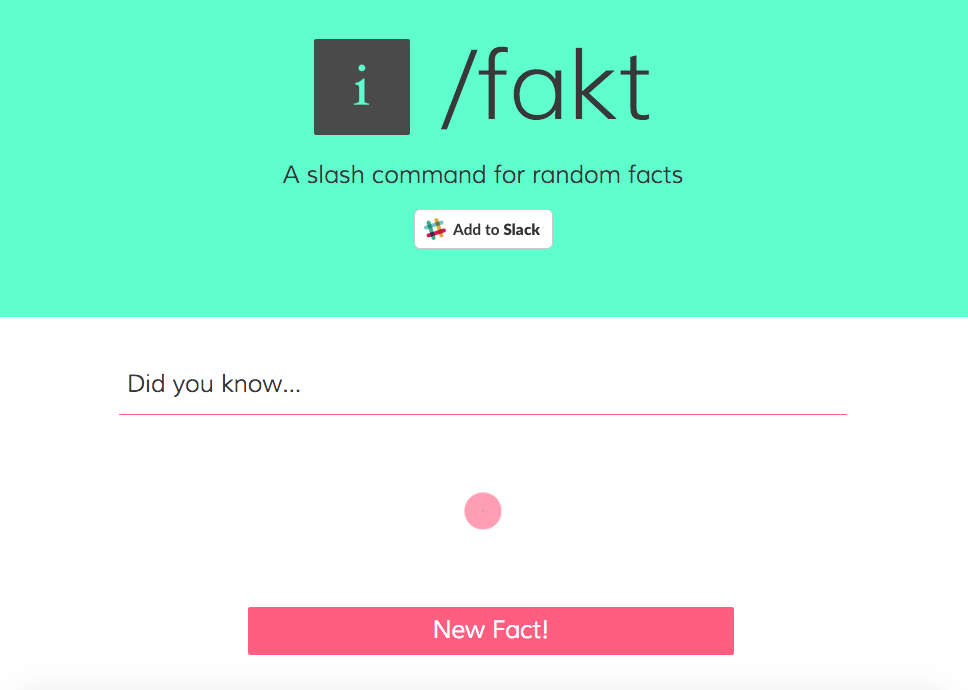 i /fakt
A slash command for random facts
Add to Slack
Did you know...
New Fact!